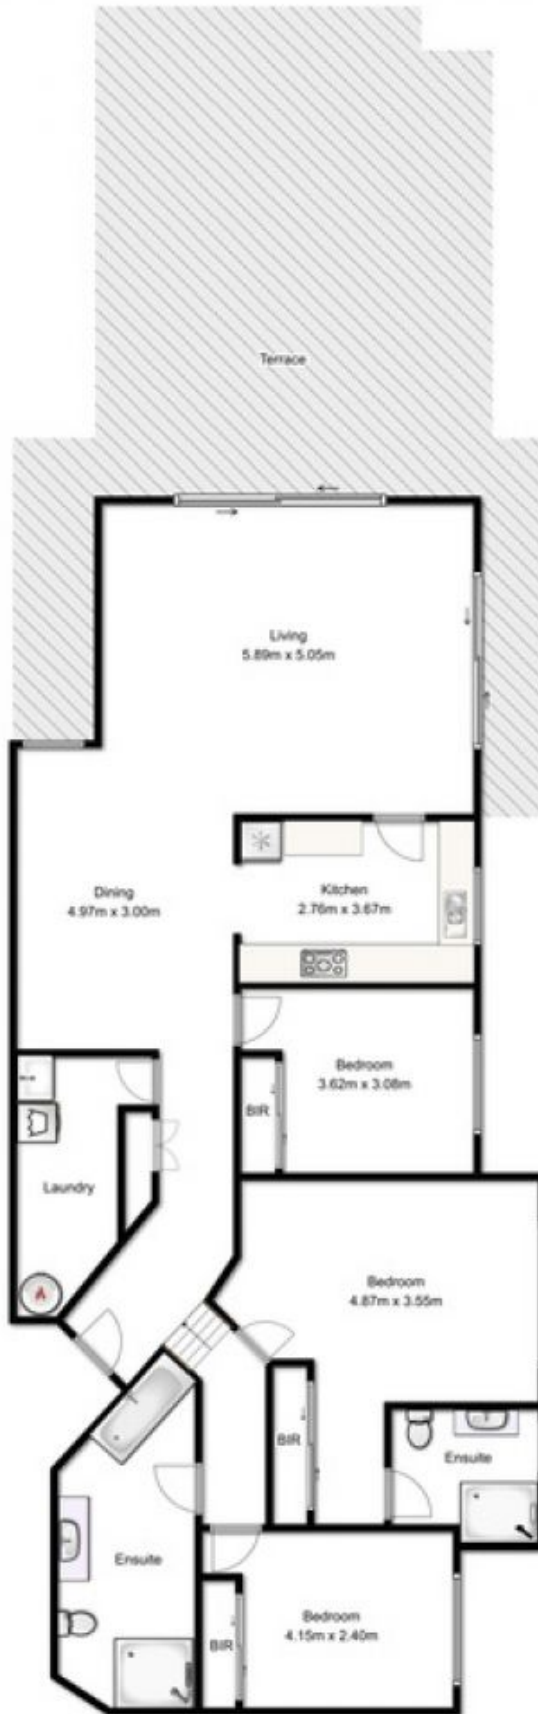 Terrace
Living
5.89m x 5.05m
Dining
4.97m x 3.00m
Kitchen
2.76m x 3.67m
Bedroom
3.62m x 3.08m
BIR
Laundry
Bedroom
4.87m x 3.55m
BIR
Ensuite
Ensuite
Bedroom
4.15m x 2.40m
BIR